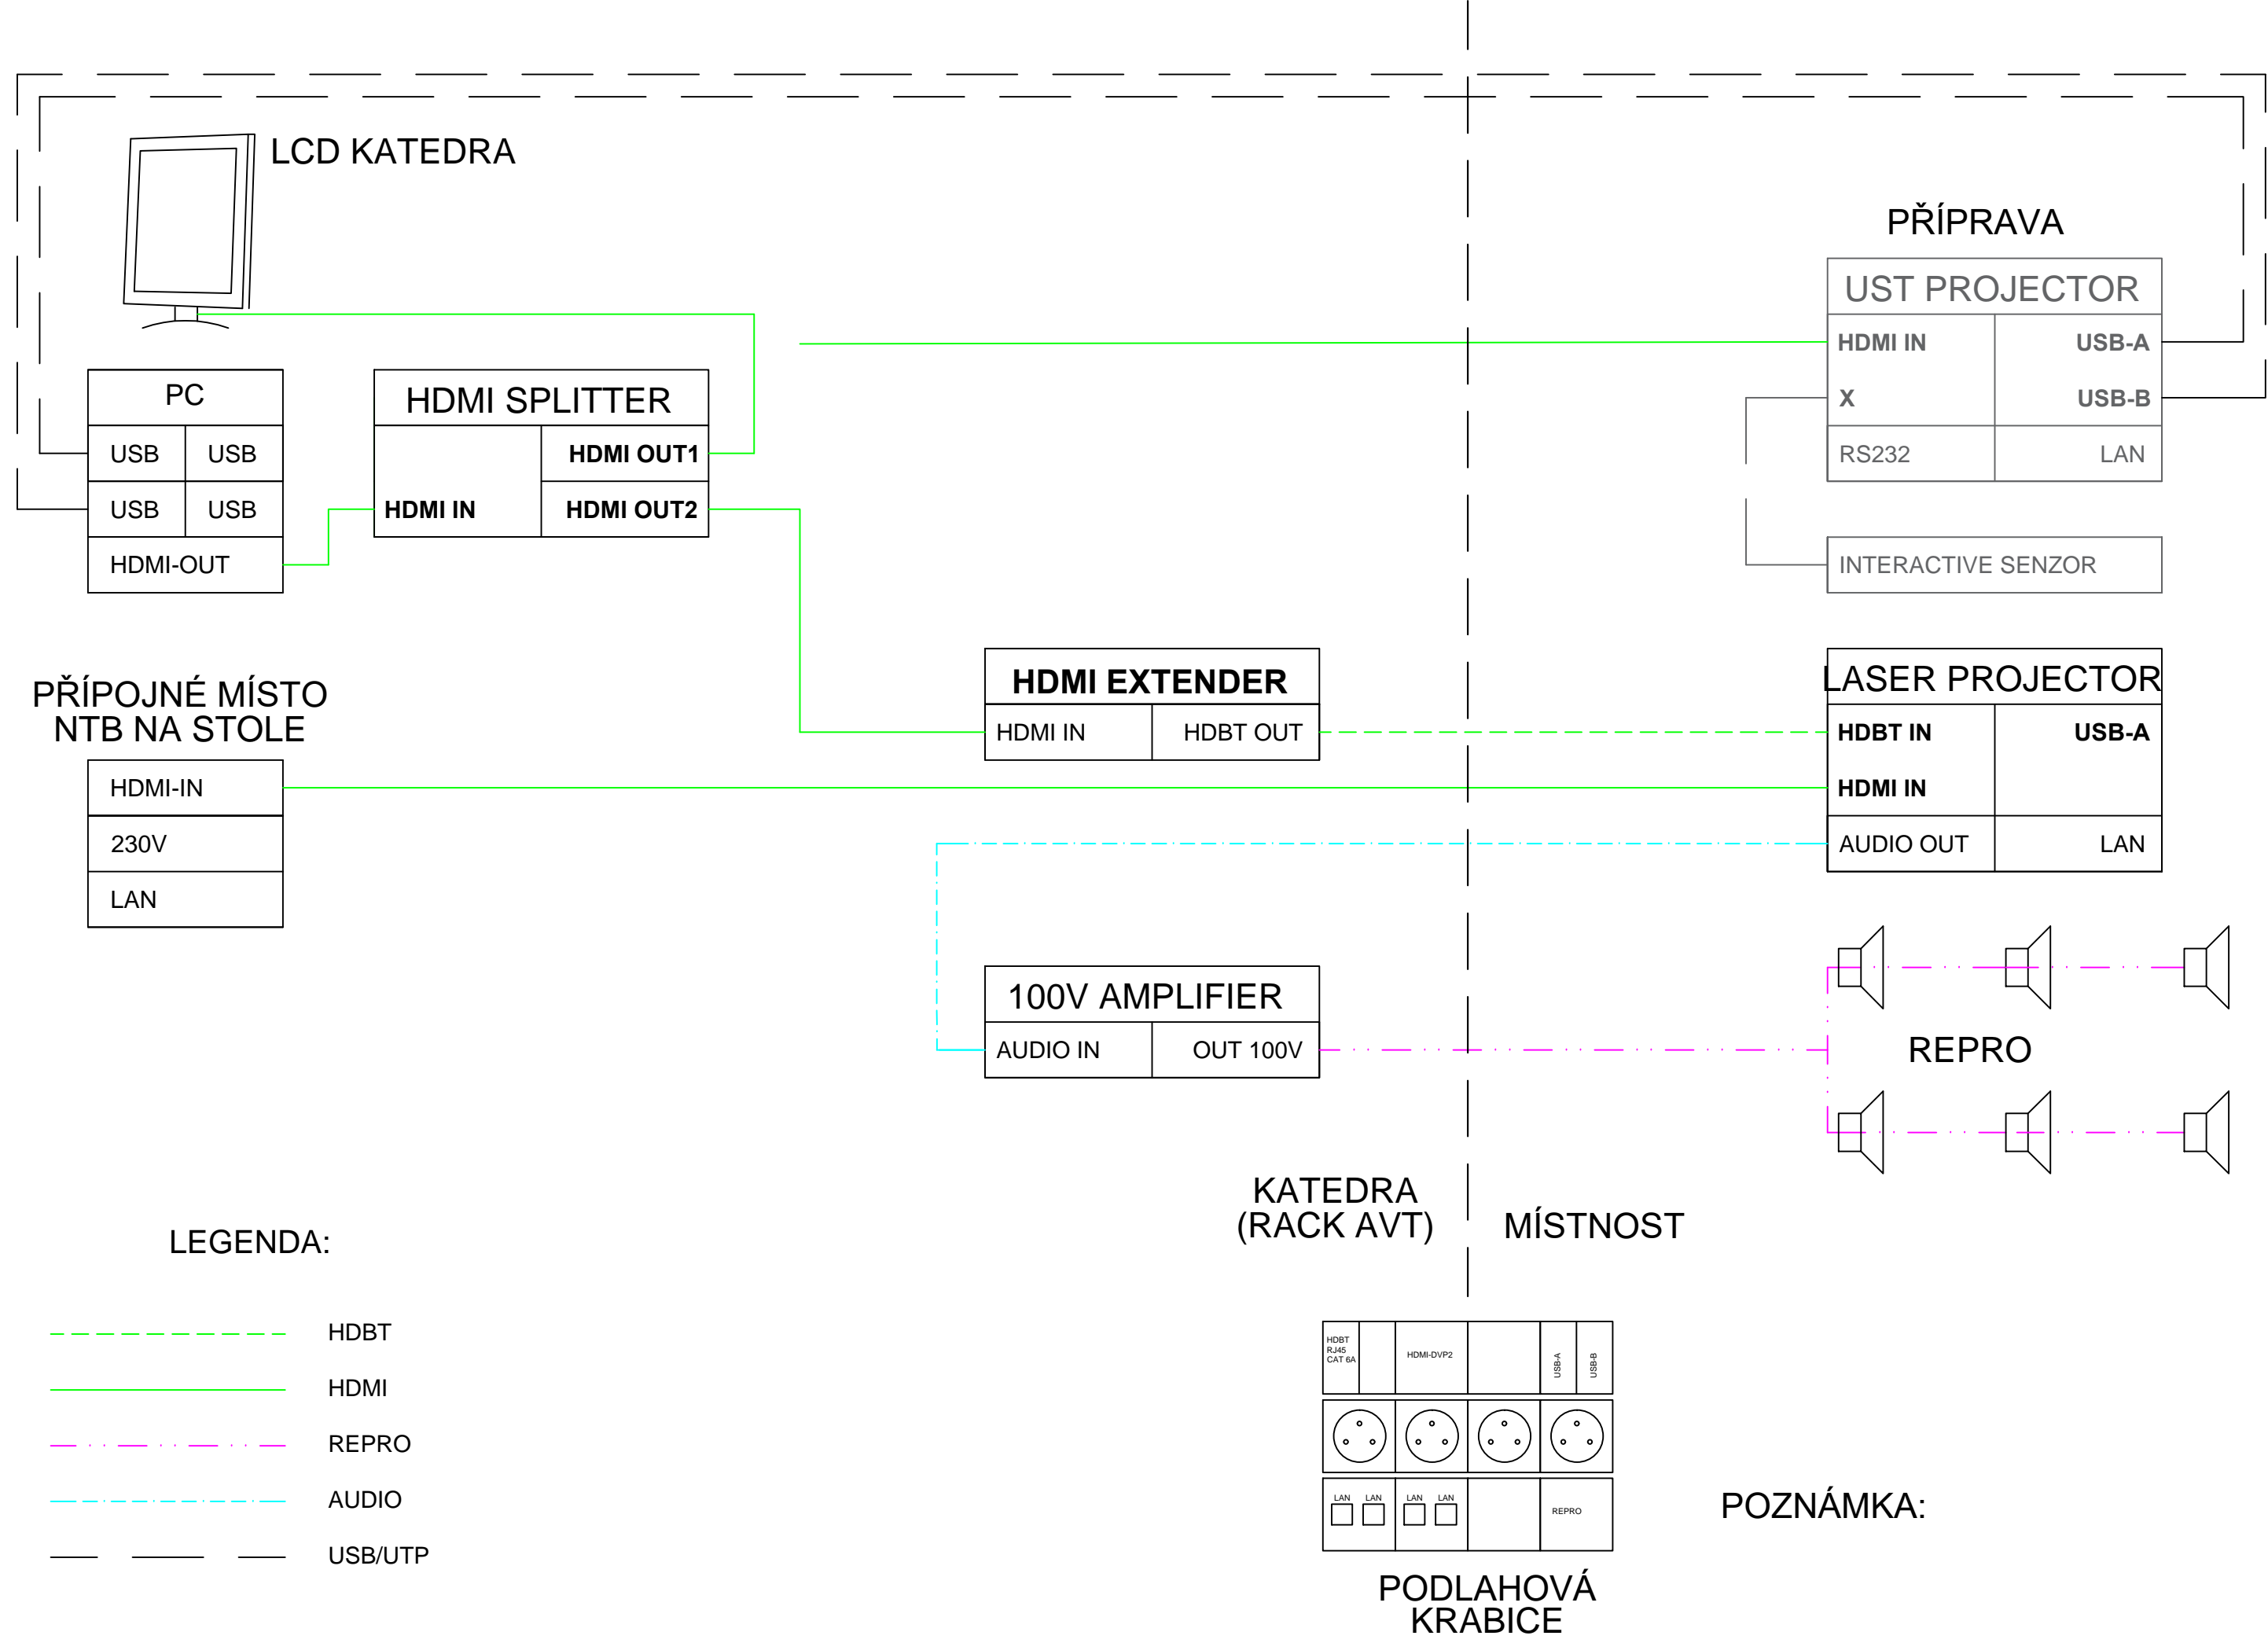 LCD KATEDRA
PŘÍPRAVA
UST PROJECTOR
HDMI IN
USB-A
X
USB-B
RS232
LAN
INTERACTIVE SENZOR
PC
USB
USB
USB
USB
HDMI-OUT
HDMI SPLITTER
HDMI OUT1
HDMI IN
HDMI OUT2
PŘÍPOJNÉ MÍSTO
NTB NA STOLE
HDMI-IN
230V
LAN
HDMI EXTENDER
HDMI IN
HDBT OUT
LASER PROJECTOR
HDBT IN
USB-A
HDMI IN
AUDIO OUT
LAN
100V AMPLIFIER
AUDIO IN
OUT 100V
REPRO
KATEDRA
(RACK AVT)
MÍSTNOST
LEGENDA:
HDBT
HDMI
REPRO
AUDIO
USB/UTP
HDBT
RJ45
CAT 6A
HDMI-DVP2
USB-A
USB-B
LAN
LAN
LAN
LAN
REPRO
PODLAHOVÁ
KRABICE
POZNÁMKA: